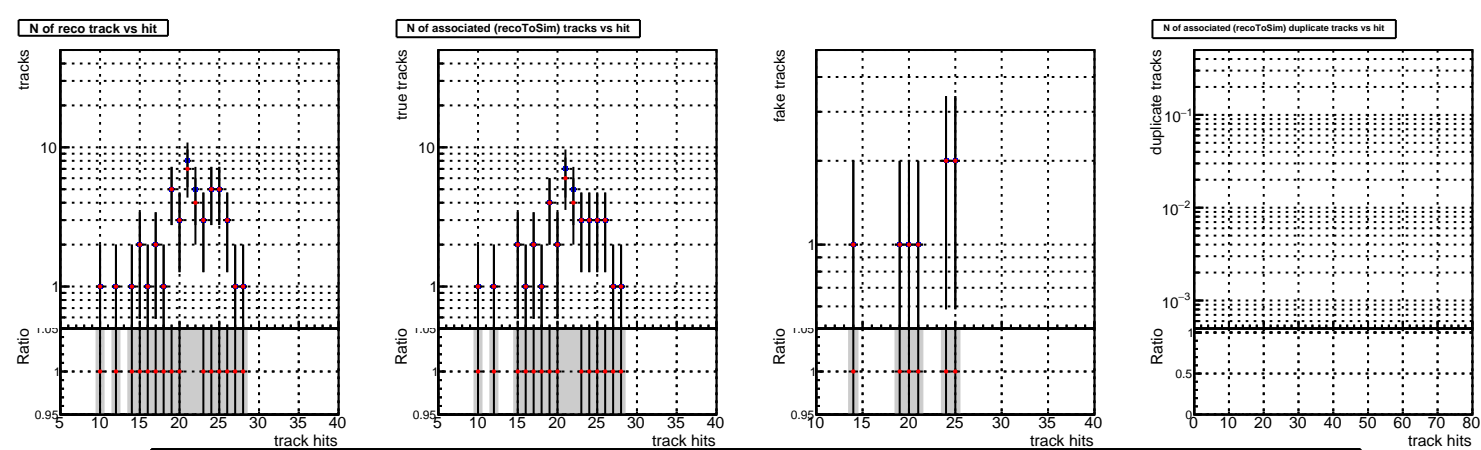 N of reco track vs hit
tracks
10
1
Ratio
1.05
1
0.95
5 10 15 20 25 30 35 40
track hits
N of associated (recoToSim) tracks vs hit
true tracks
10
1
Ratio
1.05
1
0.95
5 10 15 20 25 30 35 40
track hits
fake tracks
1
Ratio
1.05
1
0.95
10 15 20 25 30 35 40
track hits
N of associated (recoToSim) duplicate tracks vs hit
duplicate tracks
10⁻¹
10⁻²
10⁻³
Ratio
1
0.5
0
0 10 20 30 40 50 60 70 80
track hits